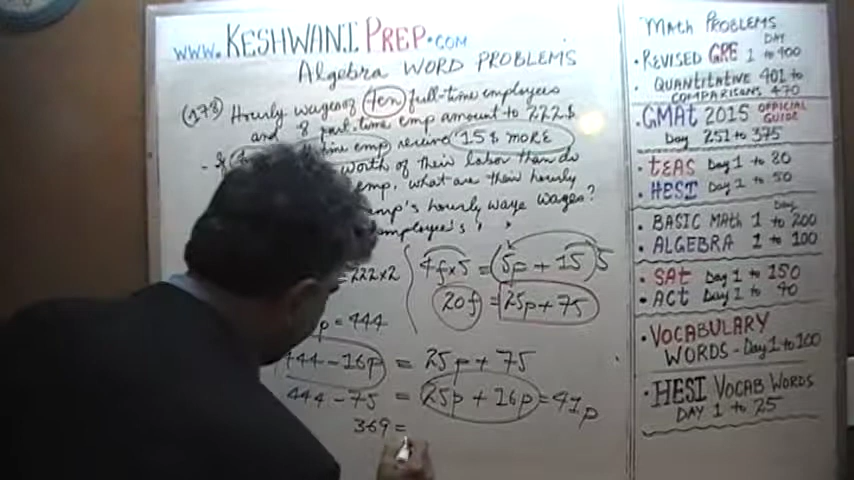 www.KESHWANI PREP.com
Algebra WORD PROBLEMS
(178) Hourly wages of ten full-time employees
and 8 part-time emp amount to 222$
time emp receive 15$ MORE
worth of their labor than do
emp, what are their hourly
emp's hourly wage wages?
employee's " "
= 222x2
4f x 5 = (5p + 15) 5
20f = 25p + 75
p = 444
444 - 16p = 25p + 75
444 - 75 = 25p + 16p = 41p
369 =
Math PROBLEMS
DAY
• REVISED GRE 1 to 400
• QUANTITATIVE 401 to
COMPARISONS 470
• GMAT 2015 OFFICIAL
GUIDE
Day 251 to 375
• tEAS Day 1 to 80
• HESI Day 1 to 50
Day
• BASIC Math 1 to 200
• ALGEBRA 1 to 100
• SAt Day 1 to 150
• ACt Day 1 to 40
• VOCABULARY
WORDS - Day 1 to 100
• HESI VOCAB WORDS
DAY 1 to 25